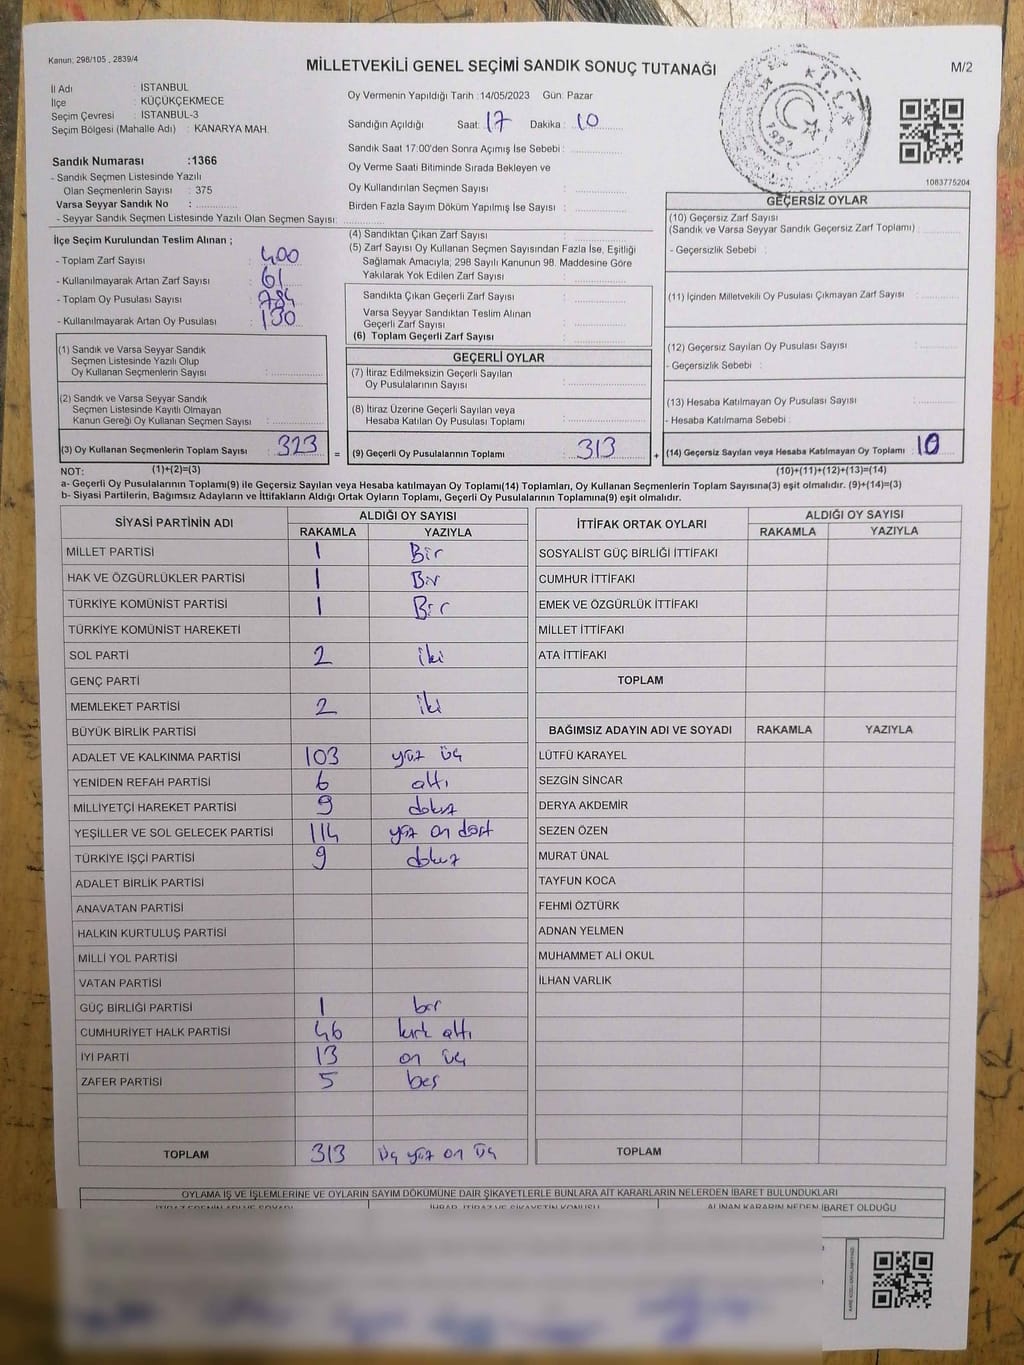 Kanun; 298/105 , 2839/4
MİLLETVEKİLİ GENEL SEÇİMİ SANDIK SONUÇ TUTANAĞI
M/2
İl Adı : İSTANBUL
İlçe : KÜÇÜKÇEKMECE
Seçim Çevresi : İSTANBUL-3
Seçim Bölgesi (Mahalle Adı) : KANARYA MAH.
Oy Vermenin Yapıldığı Tarih :14/05/2023 Gün: Pazar
Sandığın Açıldığı Saat: 17 Dakika : 10
Sandık Saat 17:00'den Sonra Açımış İse Sebebi :
Oy Verme Saati Bitiminde Sırada Bekleyen ve
Oy Kullandırılan Seçmen Sayısı :
Birden Fazla Sayım Döküm Yapılmış İse Sayısı :
T.C.
1923
1083775204
Sandık Numarası :1366
- Sandık Seçmen Listesinde Yazılı
Olan Seçmenlerin Sayısı : 375
Varsa Seyyar Sandık No :
- Seyyar Sandık Seçmen Listesinde Yazılı Olan Seçmen Sayısı:
İlçe Seçim Kurulundan Teslim Alınan ;
- Toplam Zarf Sayısı : 400
- Kullanılmayarak Artan Zarf Sayısı : 61
- Toplam Oy Pusulası Sayısı :
- Kullanılmayarak Artan Oy Pusulası : 130
(4) Sandıktan Çıkan Zarf Sayısı :
(5) Zarf Sayısı Oy Kullanan Seçmen Sayısından Fazla İse, Eşitliği
Sağlamak Amacıyla, 298 Sayılı Kanunun 98. Maddesine Göre
Yakılarak Yok Edilen Zarf Sayısı :
Sandıkta Çıkan Geçerli Zarf Sayısı :
Varsa Seyyar Sandıktan Teslim Alınan
Geçerli Zarf Sayısı :
(6) Toplam Geçerli Zarf Sayısı :
GEÇERSİZ OYLAR
(10) Geçersiz Zarf Sayısı
(Sandık ve Varsa Seyyar Sandık Geçersiz Zarf Toplamı) :
- Geçersizlik Sebebi :
(11) İçinden Milletvekili Oy Pusulası Çıkmayan Zarf Sayısı :
(12) Geçersiz Sayılan Oy Pusulası Sayısı :
- Geçersizlik Sebebi :
(13) Hesaba Katılmayan Oy Pusulası Sayısı :
- Hesaba Katılmama Sebebi :
(1) Sandık ve Varsa Seyyar Sandık
Seçmen Listesinde Yazılı Olup
Oy Kullanan Seçmenlerin Sayısı :
(2) Sandık ve Varsa Seyyar Sandık
Seçmen Listesinde Kayıtlı Olmayan
Kanun Gereği Oy Kullanan Seçmen Sayısı :
GEÇERLİ OYLAR
(7) İtiraz Edilmeksizin Geçerli Sayılan
Oy Pusulalarının Sayısı :
(8) İtiraz Üzerine Geçerli Sayılan veya
Hesaba Katılan Oy Pusulası Toplamı :
(3) Oy Kullanan Seçmenlerin Toplam Sayısı : 323 = (9) Geçerli Oy Pusulalarının Toplamı : 313 + (14) Geçersiz Sayılan veya Hesaba Katılmayan Oy Toplamı : 10
NOT: (1)+(2)=(3) (10)+(11)+(12)+(13)=(14)
a- Geçerli Oy Pusulalarının Toplamı(9) ile Geçersiz veya Hesaba katılmayan Oy Toplamı(14) Toplamları, Oy Kullanan Seçmenlerin Toplam Sayısına(3) eşit olmalıdır. (9)+(14)=(3)
b- Siyasi Partilerin, Bağımsız Adayların ve İttifakların Aldığı Ortak Oyların Toplamı, Geçerli Oy Pusulalarının Toplamına(9) eşit olmalıdır.
SİYASİ PARTİNİN ADI ALDIĞI OY SAYISI
RAKAMLA YAZIYLA
MİLLET PARTİSİ 1 Bir
HAK VE ÖZGÜRLÜKLER PARTİSİ 1 Bir
TÜRKİYE KOMÜNİST PARTİSİ 1 Bir
TÜRKİYE KOMÜNİST HAREKETİ
SOL PARTİ 2 iki
GENÇ PARTİ
MEMLEKET PARTİSİ 2 iki
BÜYÜK BİRLİK PARTİSİ
ADALET VE KALKINMA PARTİSİ 103 yüz üç
YENİDEN REFAH PARTİSİ 6 altı
MİLLİYETÇİ HAREKET PARTİSİ 9 dokuz
YEŞİLLER VE SOL GELECEK PARTİSİ 114 yüz on dört
TÜRKİYE İŞÇİ PARTİSİ 9 dokuz
ADALET BİRLİK PARTİSİ
ANAVATAN PARTİSİ
HALKIN KURTULUŞ PARTİSİ
MİLLİ YOL PARTİSİ
VATAN PARTİSİ
GÜÇ BİRLİĞİ PARTİSİ 1 bir
CUMHURİYET HALK PARTİSİ 46 kırk altı
İYİ PARTİ 13 on üç
ZAFER PARTİSİ 5 beş
TOPLAM 313 üç yüz on üç
İTTİFAK ORTAK OYLARI ALDIĞI OY SAYISI
RAKAMLA YAZIYLA
SOSYALİST GÜÇ BİRLİĞİ İTTİFAKI
CUMHUR İTTİFAKI
EMEK VE ÖZGÜRLÜK İTTİFAKI
MİLLET İTTİFAKI
ATA İTTİFAKI
TOPLAM
BAĞIMSIZ ADAYIN ADI VE SOYADI RAKAMLA YAZIYLA
LÜTFÜ KARAYEL
SEZGİN SİNCAR
DERYA AKDEMİR
SEZEN ÖZEN
MURAT ÜNAL
TAYFUN KOCA
FEHMİ ÖZTÜRK
ADNAN YELMEN
MUHAMMET ALİ OKUL
İLHAN VARLIK
TOPLAM
OYLAMA İŞ VE İŞLEMLERİNE VE OYLARIN SAYIM DÖKÜMÜNE DAİR ŞİKAYETLERLE BUNLARA AİT KARARLARIN NELERDEN İBARET BULUNDUKLARI
İTİRAZ EDENİN ADI VE SOYADI İHBAR, İTİRAZ VE ŞİKAYETİN KONUSU ALINAN KARARIN NEDEN İBARET OLDUĞU